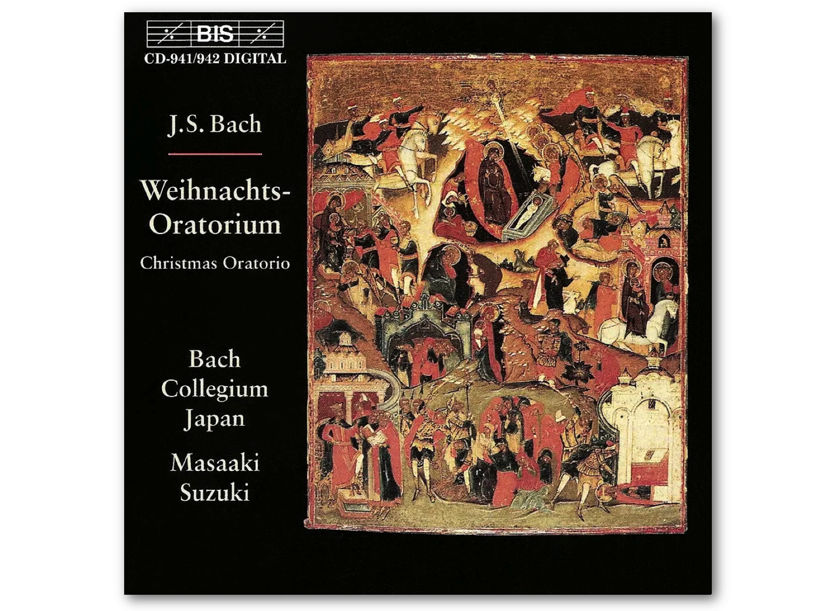 BIS
CD-941/942 DIGITAL
J.S. Bach
Weihnachts-
Oratorium
Christmas Oratorio
Bach
Collegium
Japan
Masaaki
Suzuki